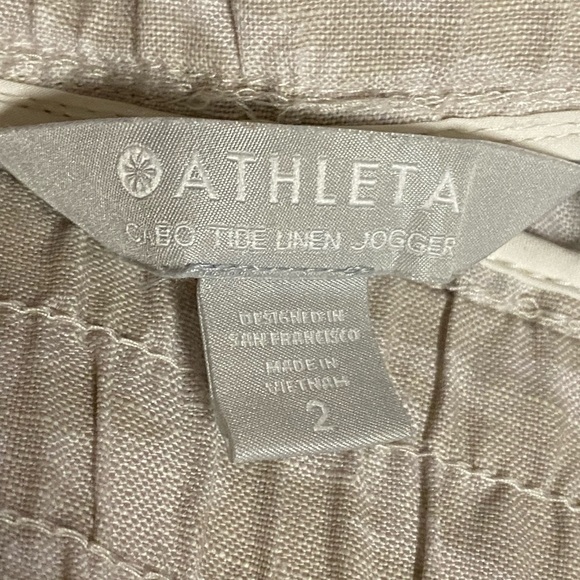 ATHLETA
CABO TIDE LINEN JOGGER
DESIGNED IN
SAN FRANCISCO
MADE IN
VIETNAM
2